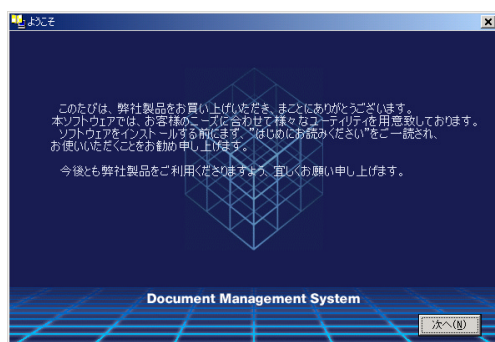 ようこそ
このたびは、弊社製品をお買い上げいただき、まことにありがとうございます。
本ソフトウェアでは、お客様のニーズに合わせて様々なユーティリティを用意致しております。
ソフトウェアをインストールする前にまず、"はじめにお読みください"をご一読され、
お使いいただくことをお勧め申し上げます。
今後とも弊社製品をご利用くださりますよう、宜しくお願い申し上げます。
Document Management System
次へ(N)